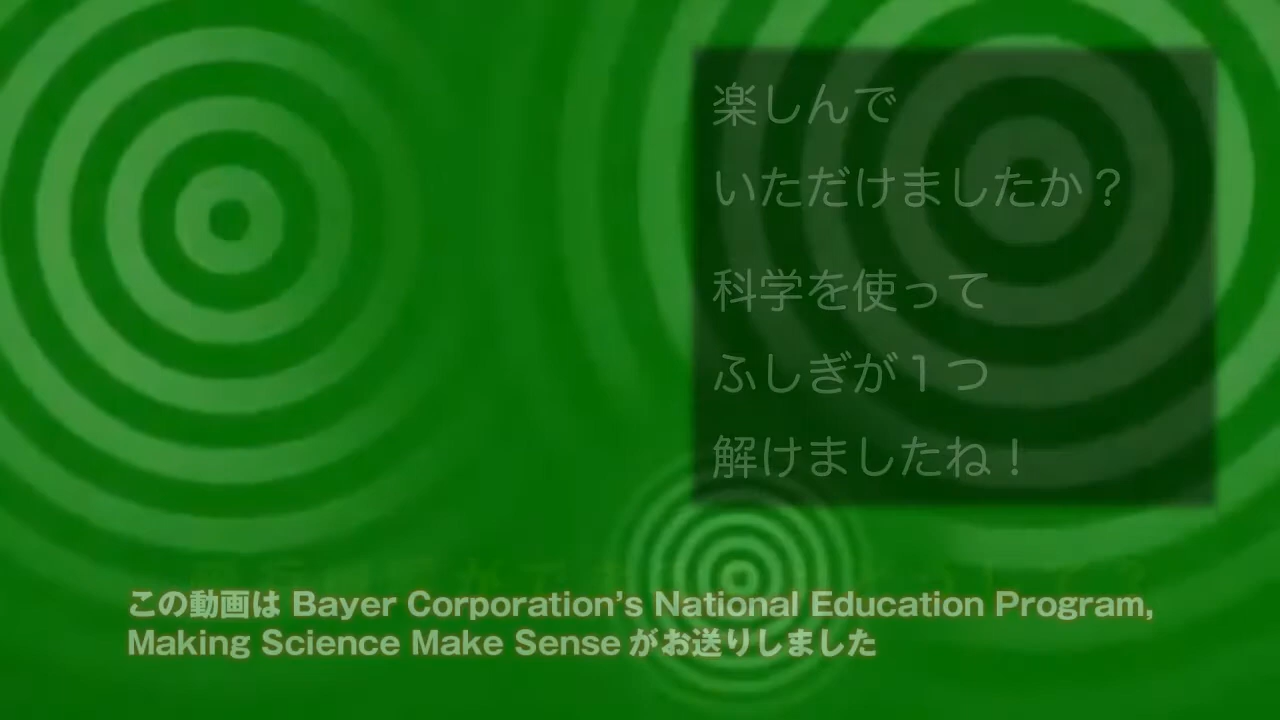 楽しんで
いただけましたか？
科学を使って
ふしぎが１つ
解けましたね！
この動画は Bayer Corporation’s National Education Program,
Making Science Make Sense がお送りしました